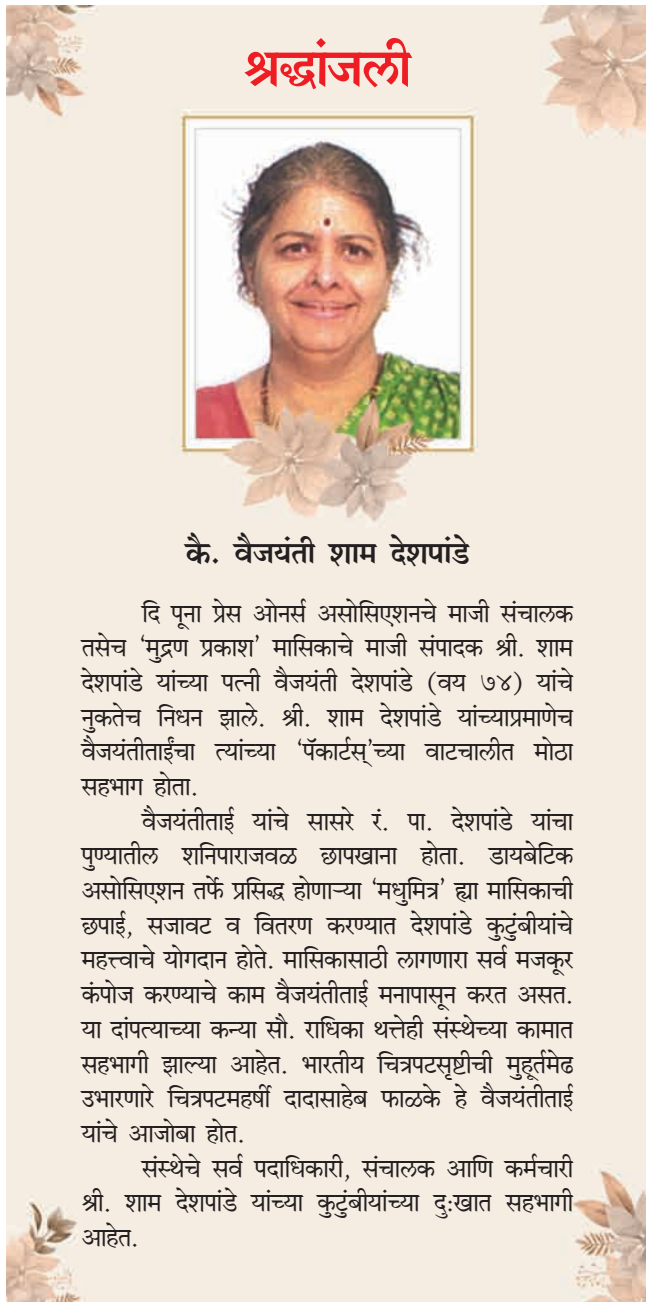 श्रद्धांजली
कै. वैजयंती शाम देशपांडे
दि पूना प्रेस ओनर्स असोसिएशनचे माजी संचालक
तसेच ‘मुद्रण प्रकाश’ मासिकाचे माजी संपादक श्री. शाम
देशपांडे यांच्या पत्नी वैजयंती देशपांडे (वय ७४) यांचे
नुकतेच निधन झाले. श्री. शाम देशपांडे यांच्याप्रमाणेच
वैजयंतीताईंचा त्यांच्या ‘पॅकार्टस्’च्या वाटचालीत मोठा
सहभाग होता.
वैजयंतीताई यांचे सासरे रं. पा. देशपांडे यांचा
पुण्यातील शनिपाराजवळ छापखाना होता. डायबेटिक
असोसिएशन तर्फे प्रसिद्ध होणाऱ्या ‘मधुमित्र’ ह्या मासिकाची
छपाई, सजावट व वितरण करण्यात देशपांडे कुटुंबीयांचे
महत्त्वाचे योगदान होते. मासिकासाठी लागणारा सर्व मजकूर
कंपोज करण्याचे काम वैजयंतीताई मनापासून करत असत.
या दांपत्याच्या कन्या सौ. राधिका थत्तेही संस्थेच्या कामात
सहभागी झाल्या आहेत. भारतीय चित्रपटसृष्टीची मुहूर्तमेढ
उभारणारे चित्रपटमहर्षी दादासाहेब फाळके हे वैजयंतीताई
यांचे आजोबा होत.
संस्थेचे सर्व पदाधिकारी, संचालक आणि कर्मचारी
श्री. शाम देशपांडे यांच्या कुटुंबीयांच्या दुःखात सहभागी
आहेत.